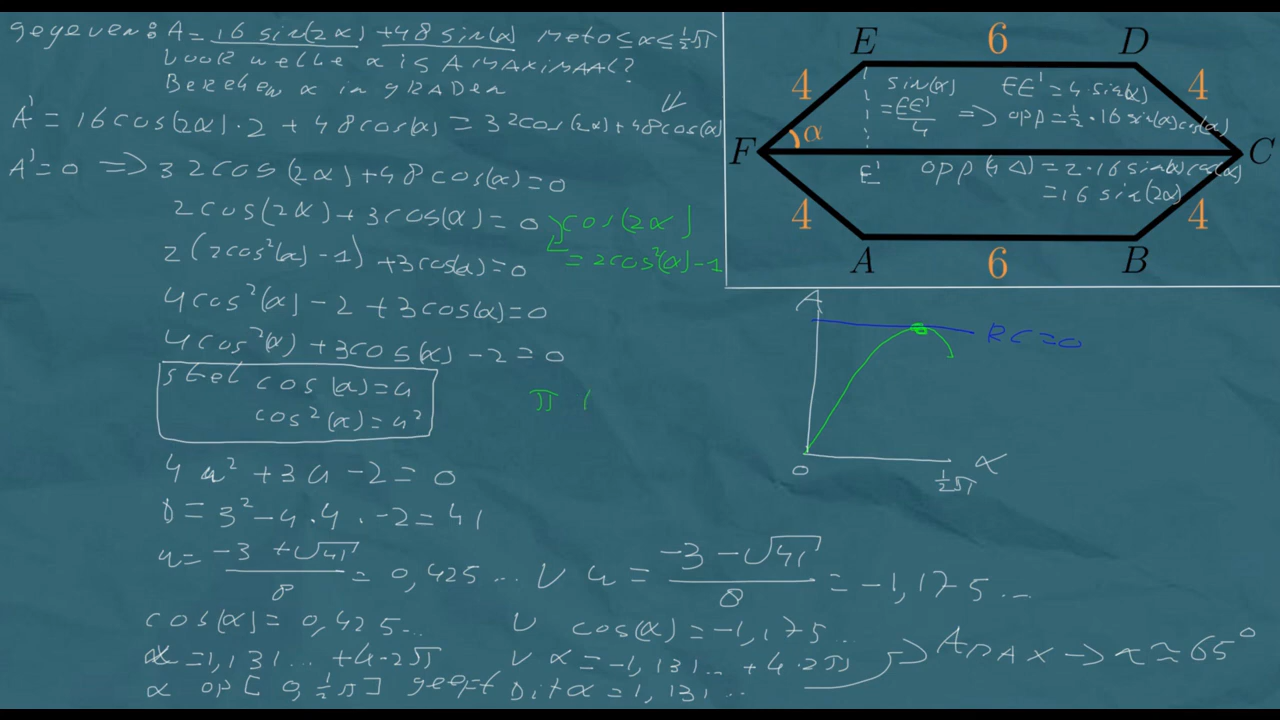 gegeven: A = 16 sin(2α) + 48 sin(α) met 0 ≤ α ≤ ½π
Voor welke α is A MAXIMAAL?
Bereken α in GRADEN
A' = 16 cos(2α) · 2 + 48 cos(α) = 32 cos(2α) + 48 cos(α)
A' = 0 => 32 cos(2α) + 48 cos(α) = 0
2 cos(2α) + 3 cos(α) = 0
cos(2α)
= 2cos²(α) - 1
2(2cos²(α) - 1) + 3cos(α) = 0
4 cos²(α) - 2 + 3 cos(α) = 0
4 cos²(α) + 3 cos(α) - 2 = 0
stel cos(α) = u
cos²(α) = u²
π
4u² + 3u - 2 = 0
D = 3² - 4 · 4 · -2 = 41
u = (-3 + √41)/8 = 0,425... V u = (-3 - √41)/8 = -1,175...
cos(α) = 0,425... V cos(α) = -1,175...
α = 1,131... + k·2π V α = -1,131... + k·2π
α op [0, ½π] geeft Dit α = 1,131...
=> A MAX → α ≈ 65°
E 6 D
4 4
F α C
4 4
A 6 B
sin(α)
= EE'/4
EE' = 4·sin(α)
=> opp = ½ · 16 sin(α)cos(α)
E'
opp(4 Δ) = 2·16 sin(α)cos(α)
= 16 sin(2α)
A
RC = 0
0
½π
α